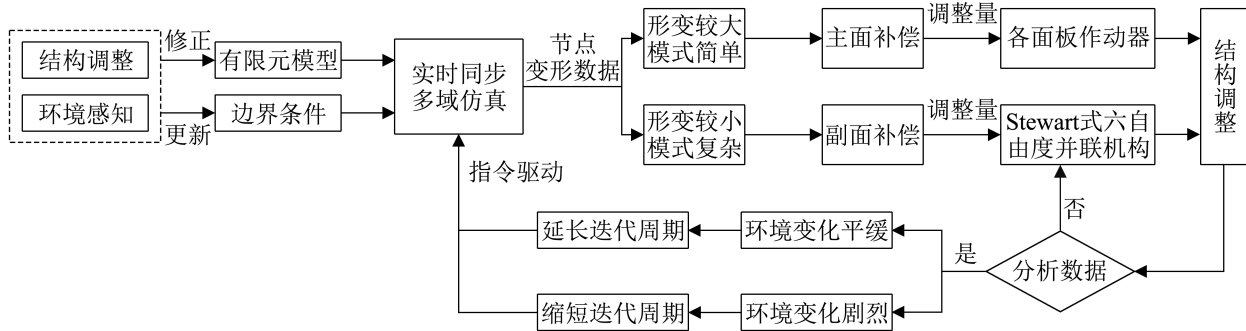 结构调整
环境感知
修正
更新
有限元模型
边界条件
实时同步
多域仿真
节点
变形数据
形变较大
模式简单
主面补偿
调整量
各面板作动器
形变较小
模式复杂
副面补偿
调整量
Stewart式六自
由度并联机构
结构调整
指令驱动
延长迭代周期
环境变化平缓
缩短迭代周期
环境变化剧烈
是
否
分析数据